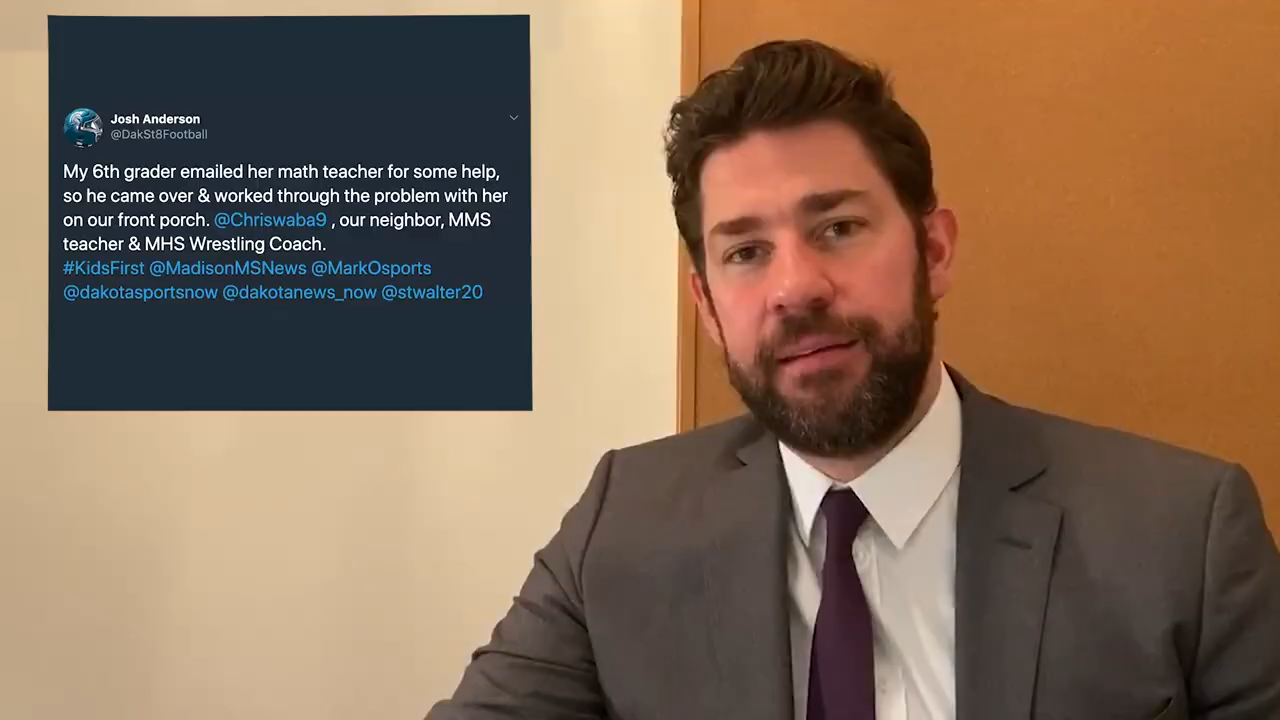 Josh Anderson
@DakSt8Football
My 6th grader emailed her math teacher for some help,
so he came over & worked through the problem with her
on our front porch. @Chriswaba9 , our neighbor, MMS
teacher & MHS Wrestling Coach.
#KidsFirst @MadisonMSNews @MarkOsports
@dakotasportsnow @dakotanews_now @stwalter20